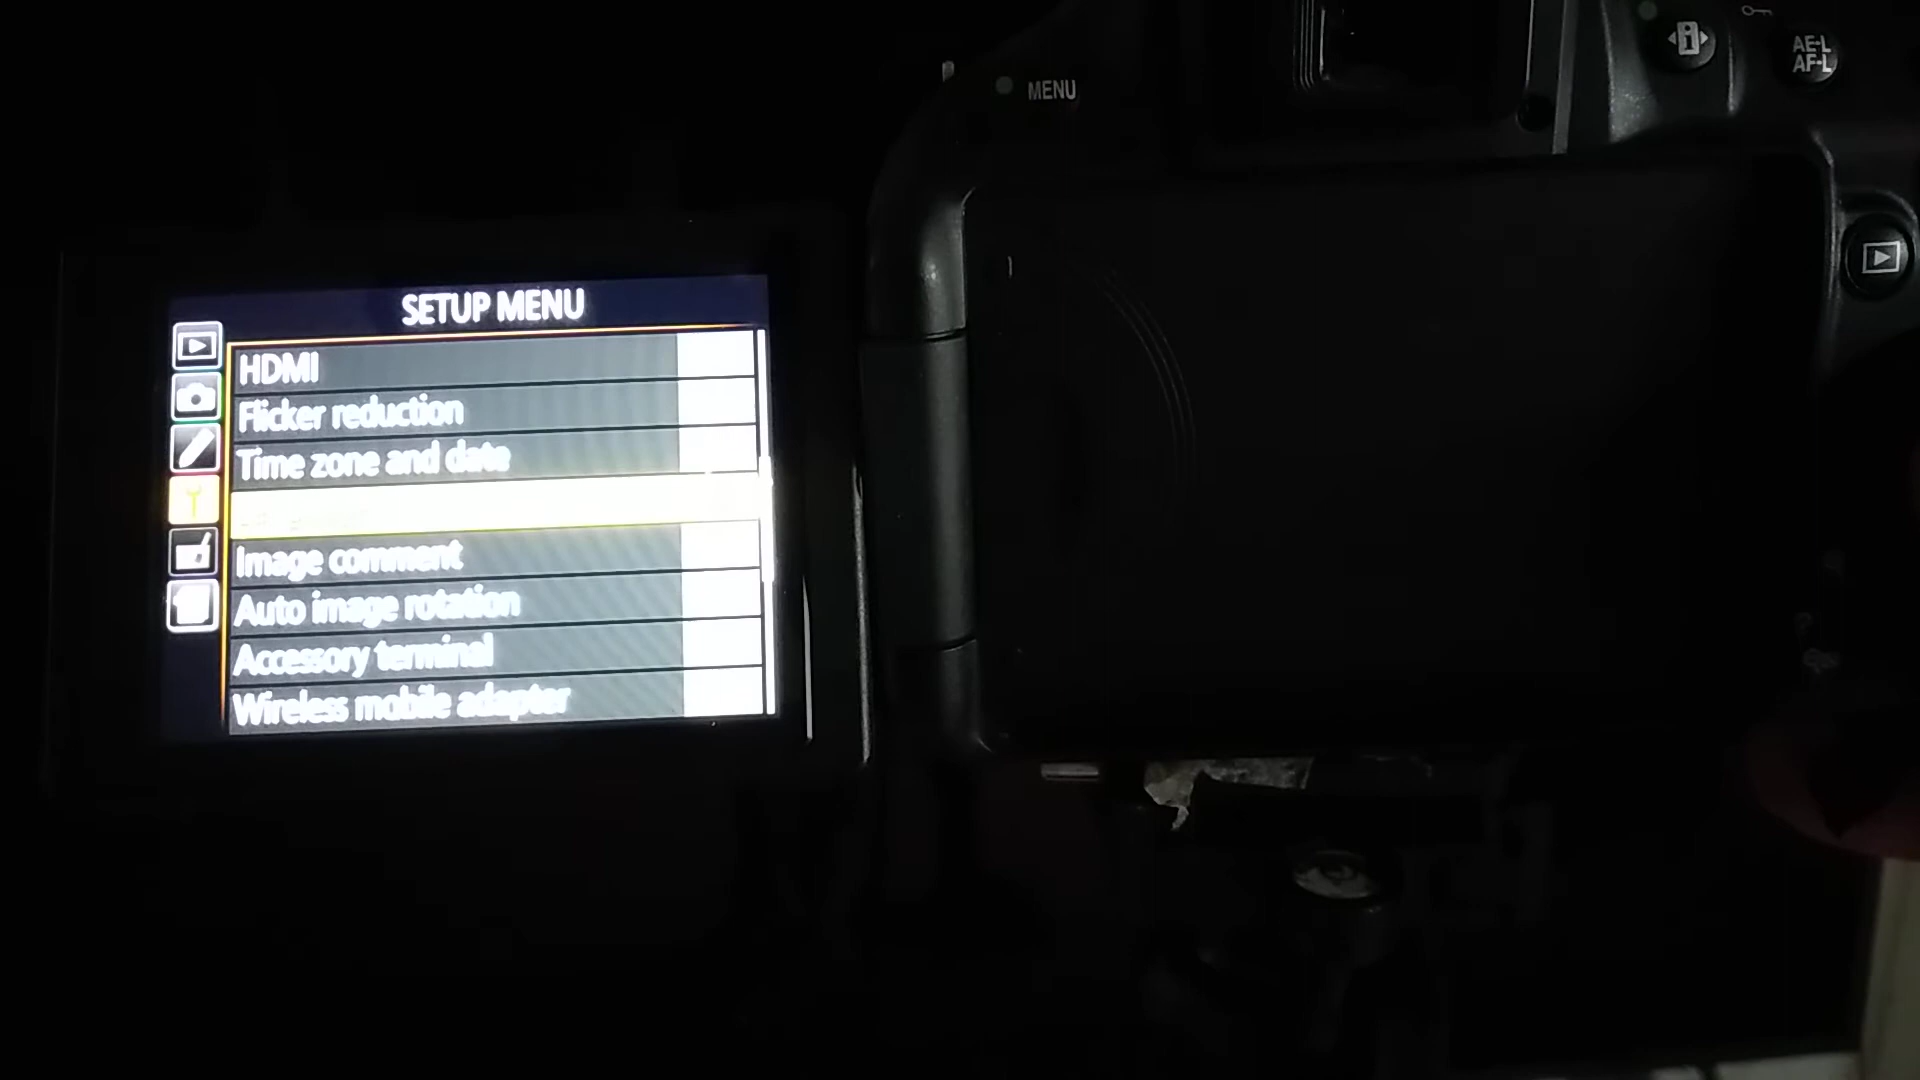 MENU
AE-L
AF-L
SETUP MENU
HDMI
Flicker reduction
Time zone and date
Image comment
Auto image rotation
Accessory terminal
Wireless mobile adapter